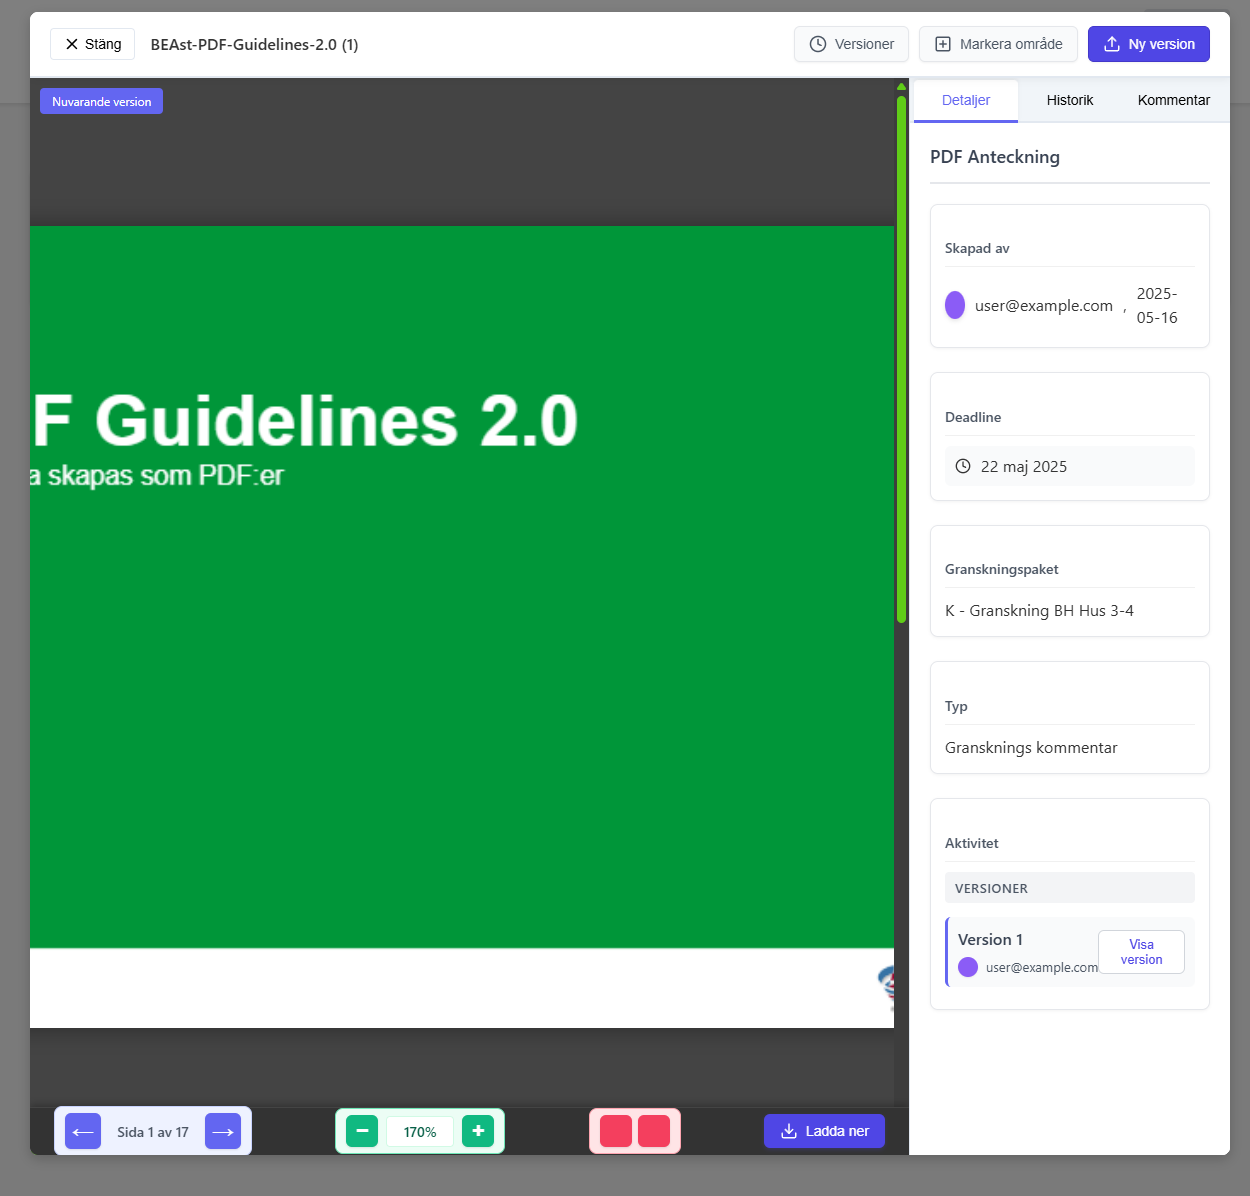 Stäng
BEAst-PDF-Guidelines-2.0 (1)
Versioner
Markera område
Ny version
Nuvarande version
F Guidelines 2.0
a skapas som PDF:er
Detaljer
Historik
Kommentar
PDF Anteckning
Skapad av
user@example.com , 2025-
05-16
Deadline
22 maj 2025
Granskningspaket
K - Granskning BH Hus 3-4
Typ
Gransknings kommentar
Aktivitet
VERSIONER
Version 1
user@example.com
Visa
version
Sida 1 av 17
170%
Ladda ner